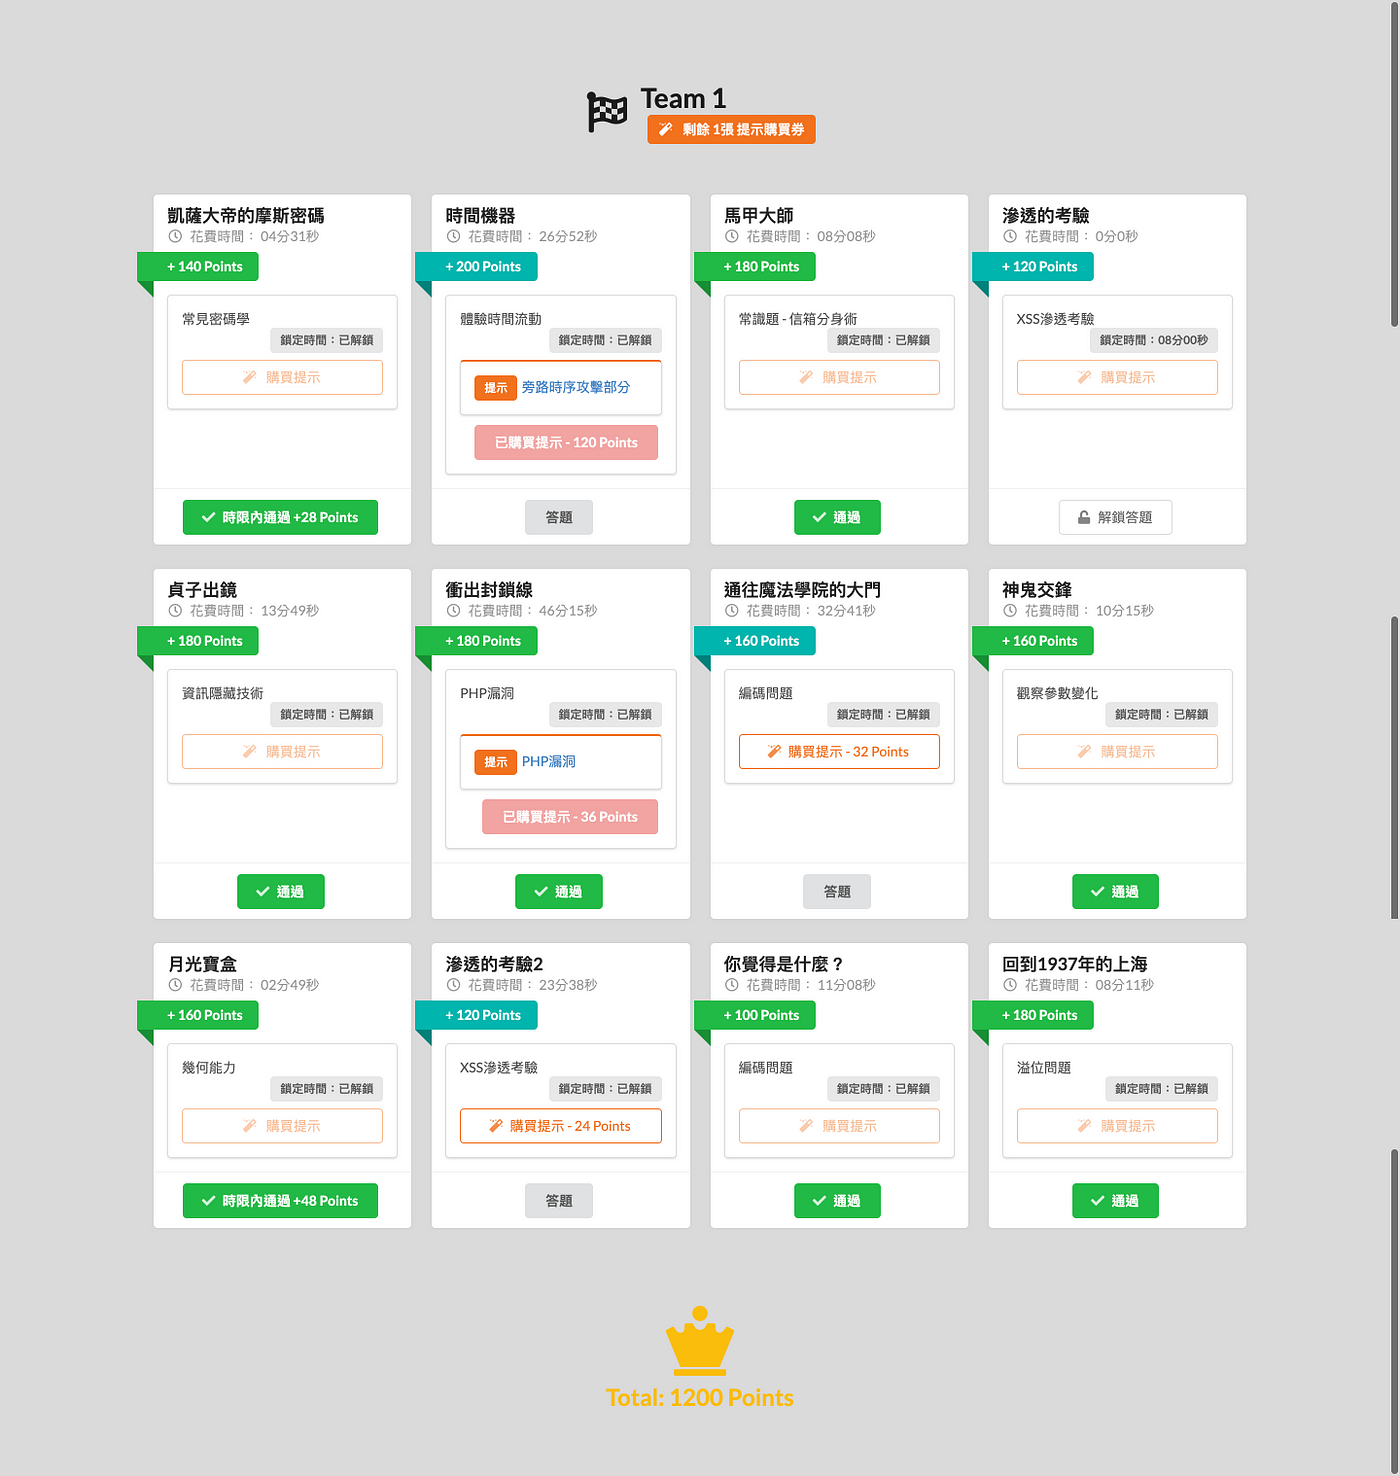 Team 1
剩餘 1張 提示購買券
凱薩大帝的摩斯密碼
花費時間： 04分31秒
+ 140 Points
常見密碼學
鎖定時間：已解鎖
購買提示
時限內通過 +28 Points
時間機器
花費時間： 26分52秒
+ 200 Points
體驗時間流動
鎖定時間：已解鎖
提示 旁路時序攻擊部分
已購買提示 - 120 Points
答題
馬甲大師
花費時間： 08分08秒
+ 180 Points
常識題 - 信箱分身術
鎖定時間：已解鎖
購買提示
通過
滲透的考驗
花費時間： 0分0秒
+ 120 Points
XSS滲透考驗
鎖定時間：08分00秒
購買提示
解鎖答題
貞子出鏡
花費時間： 13分49秒
+ 180 Points
資訊隱藏技術
鎖定時間：已解鎖
購買提示
通過
衝出封鎖線
花費時間： 46分15秒
+ 180 Points
PHP漏洞
鎖定時間：已解鎖
提示 PHP漏洞
已購買提示 - 36 Points
通過
通往魔法學院的大門
花費時間： 32分41秒
+ 160 Points
編碼問題
鎖定時間：已解鎖
購買提示 - 32 Points
答題
神鬼交鋒
花費時間： 10分15秒
+ 160 Points
觀察參數變化
鎖定時間：已解鎖
購買提示
通過
月光寶盒
花費時間： 02分49秒
+ 160 Points
幾何能力
鎖定時間：已解鎖
購買提示
時限內通過 +48 Points
滲透的考驗2
花費時間： 23分38秒
+ 120 Points
XSS滲透考驗
鎖定時間：已解鎖
購買提示 - 24 Points
答題
你覺得是什麼？
花費時間： 11分08秒
+ 100 Points
編碼問題
鎖定時間：已解鎖
購買提示
通過
回到1937年的上海
花費時間： 08分11秒
+ 180 Points
溢位問題
鎖定時間：已解鎖
購買提示
通過
Total: 1200 Points